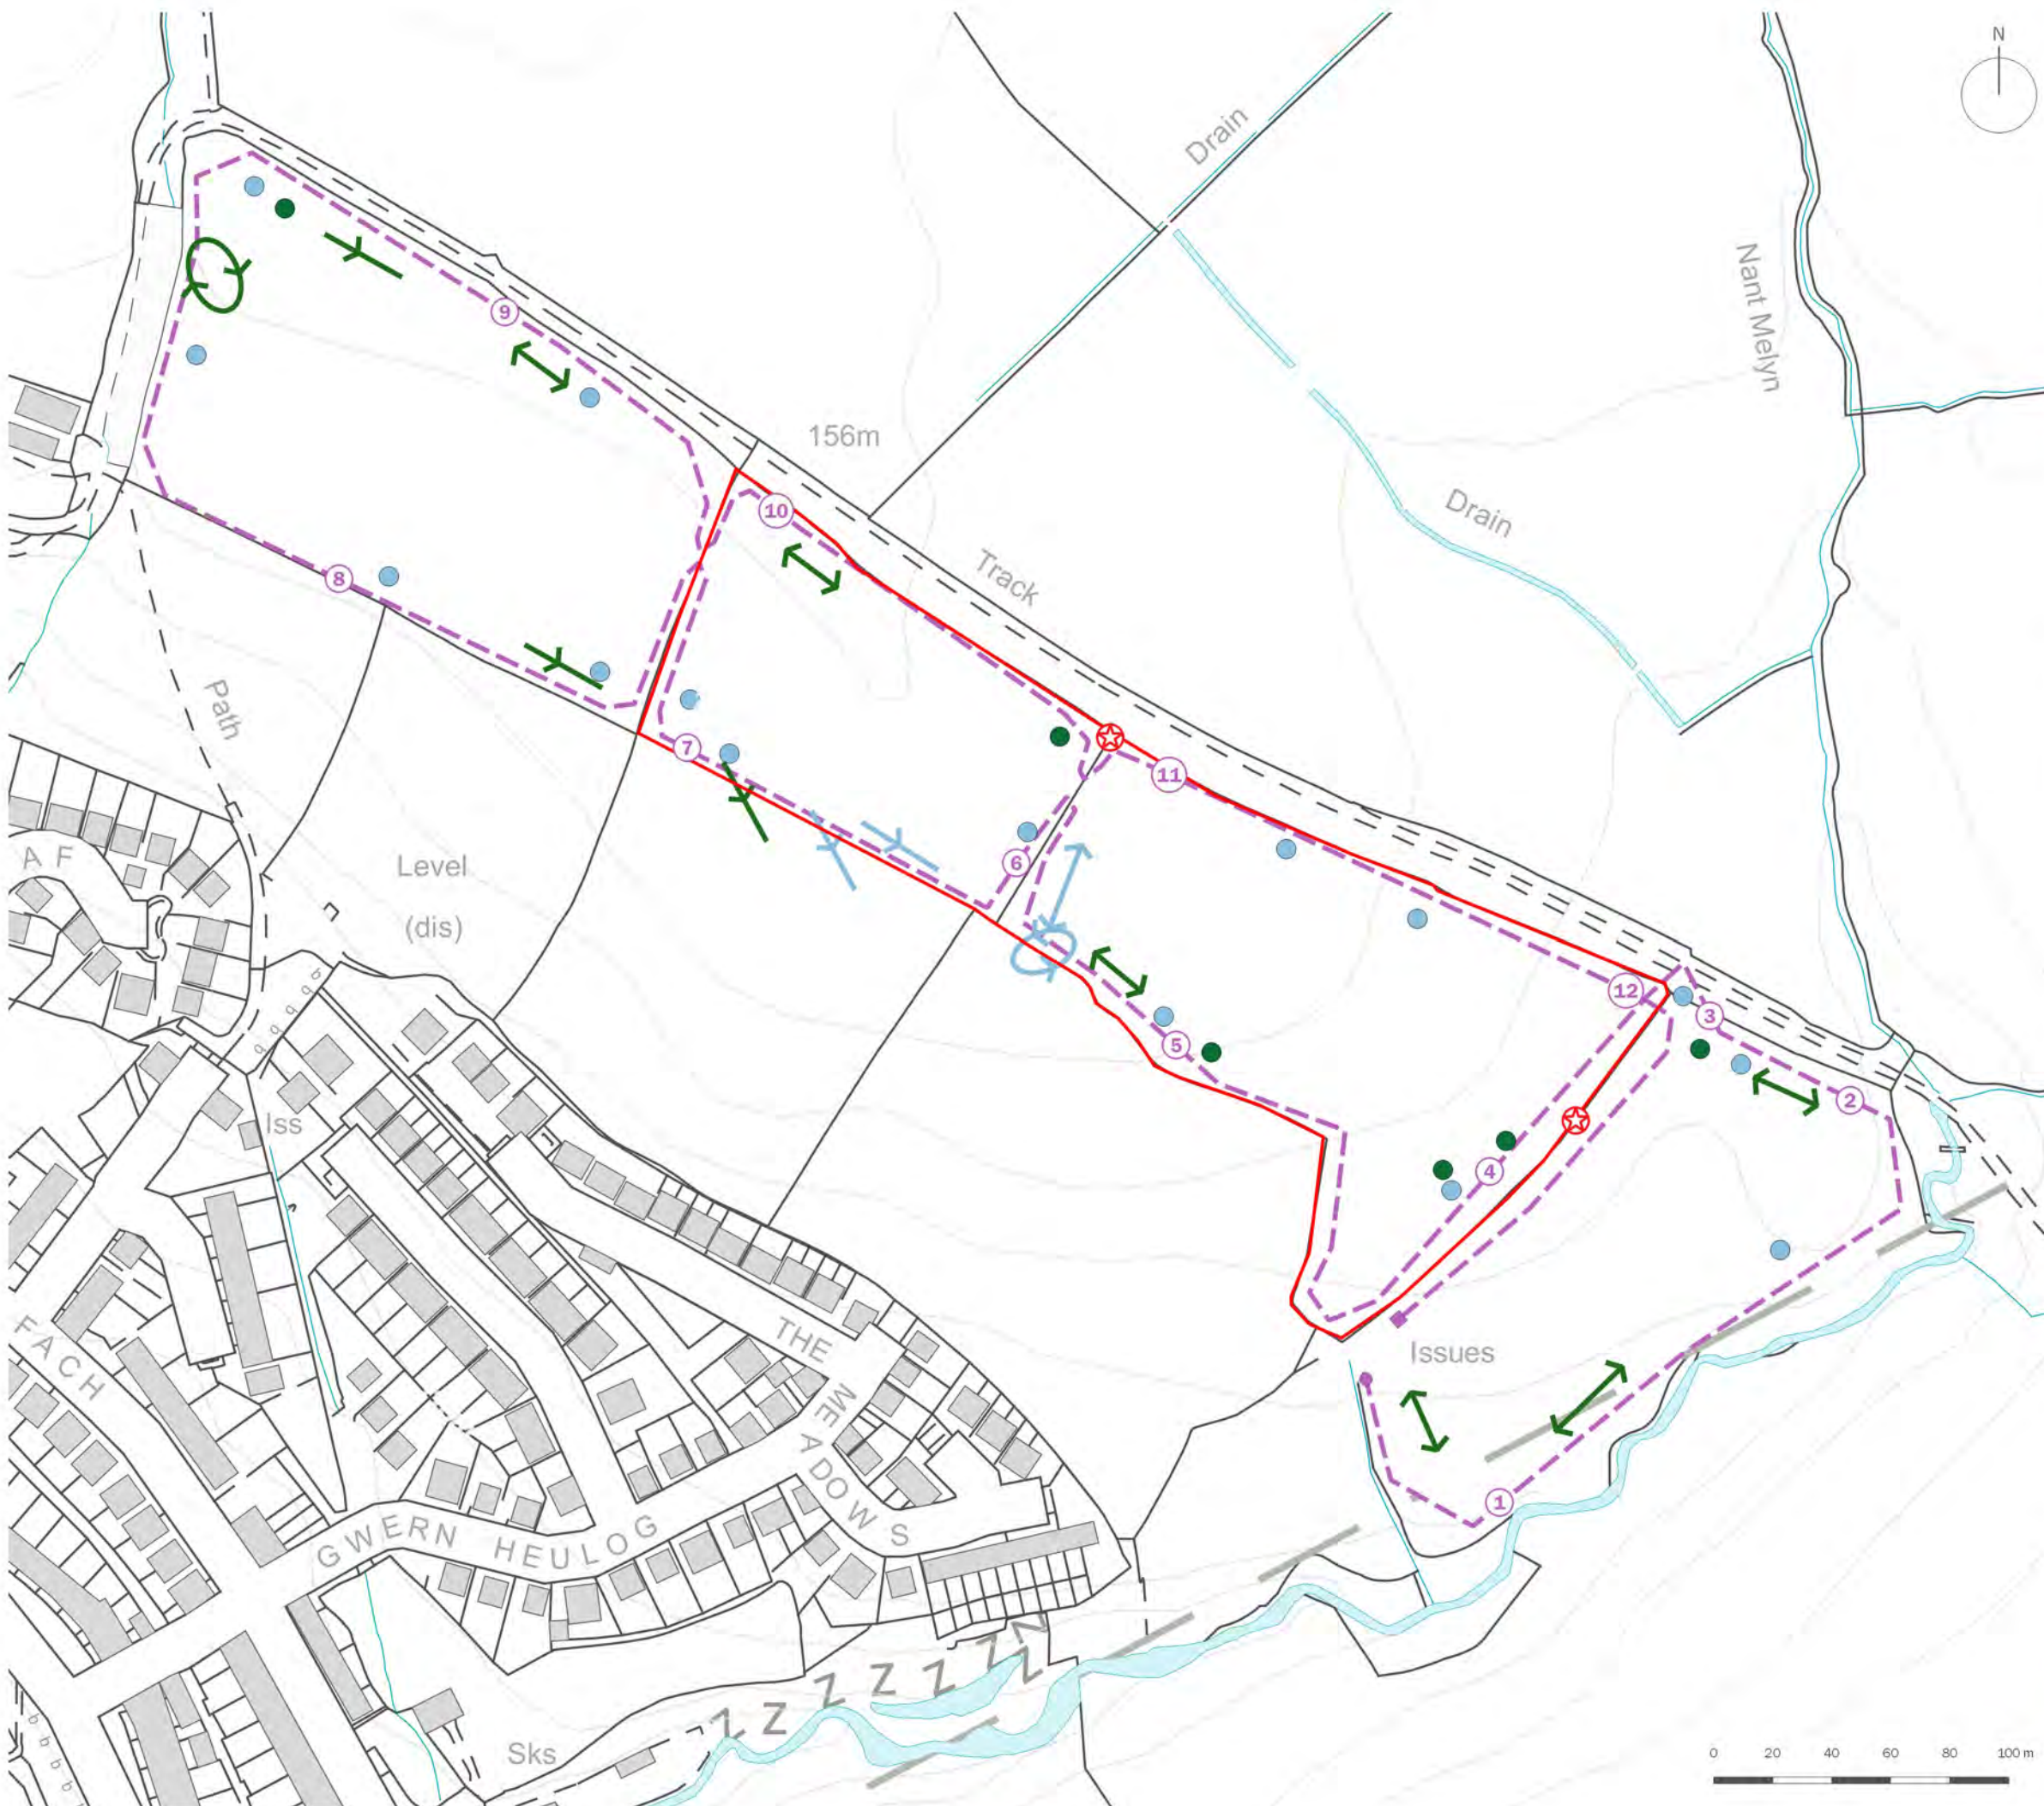 N
Drain
Nant Melyn
9
156m
10
Drain
Track
8
Path
7
11
6
A F
Level
(dis)
12
3
5
2
Iss
4
THE
MEADOWS
Issues
FACH
1
GWERN HEULOG
Z Z Z Z Z Z Z Z
Sks
0 20 40 60 80 100 m